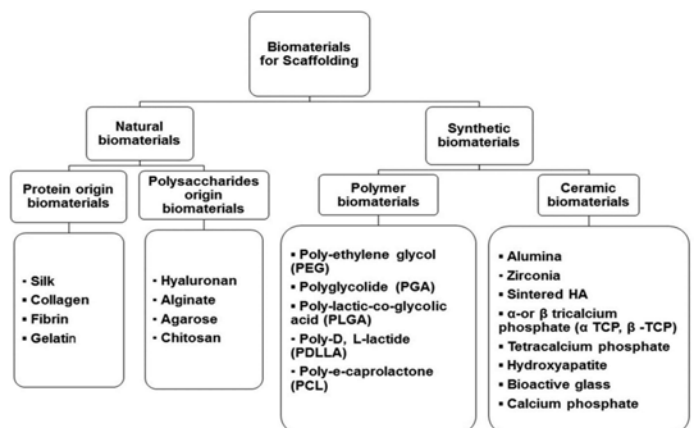 Biomaterials
for Scaffolding
Natural
biomaterials
Synthetic
biomaterials
Protein origin
biomaterials
Polysaccharides
origin
biomaterials
Polymer
biomaterials
Ceramic
biomaterials
▪ Silk
▪ Collagen
▪ Fibrin
▪ Gelatin
▪ Hyaluronan
▪ Alginate
▪ Agarose
▪ Chitosan
▪ Poly-ethylene glycol
(PEG)
▪ Polyglycolide (PGA)
▪ Poly-lactic-co-glycolic
acid (PLGA)
▪ Poly-D, L-lactide
(PDLLA)
▪ Poly-e-caprolactone
(PCL)
▪ Alumina
▪ Zirconia
▪ Sintered HA
▪ α-or β tricalcium
phosphate (α TCP, β -TCP)
▪ Tetracalcium phosphate
▪ Hydroxyapatite
▪ Bioactive glass
▪ Calcium phosphate